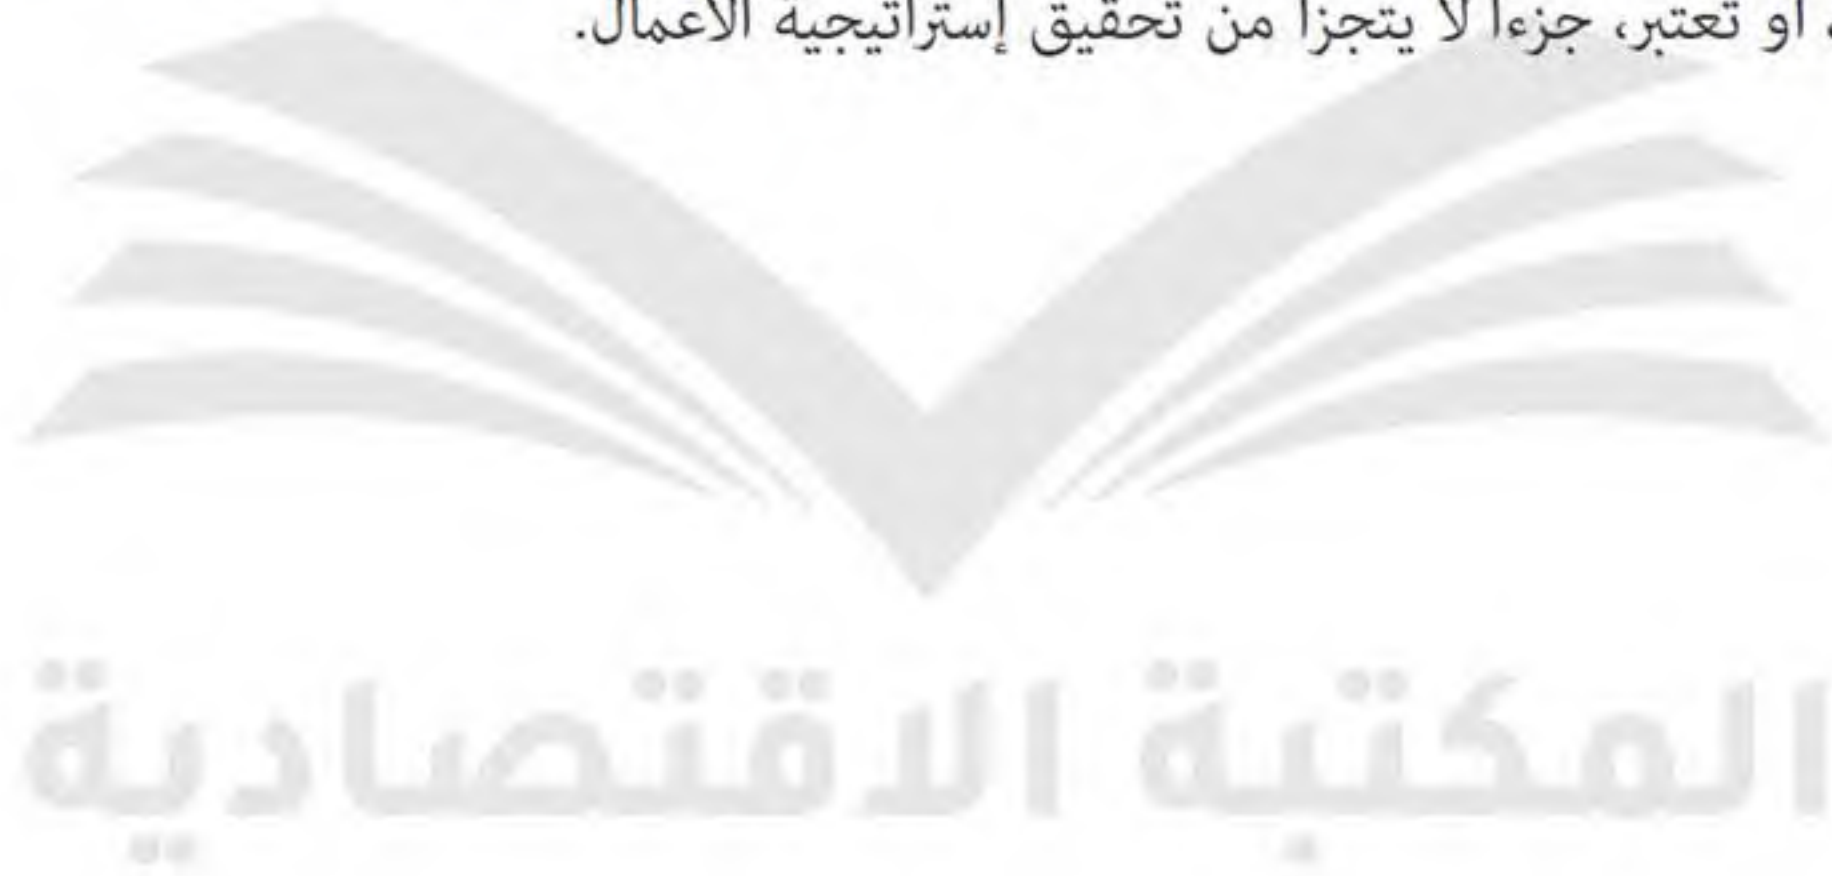 ، أو تعتبر، جزءاً لا يتجزأ من تحقيق إستراتيجية الأعمال.
المكتبة الاقتصادية